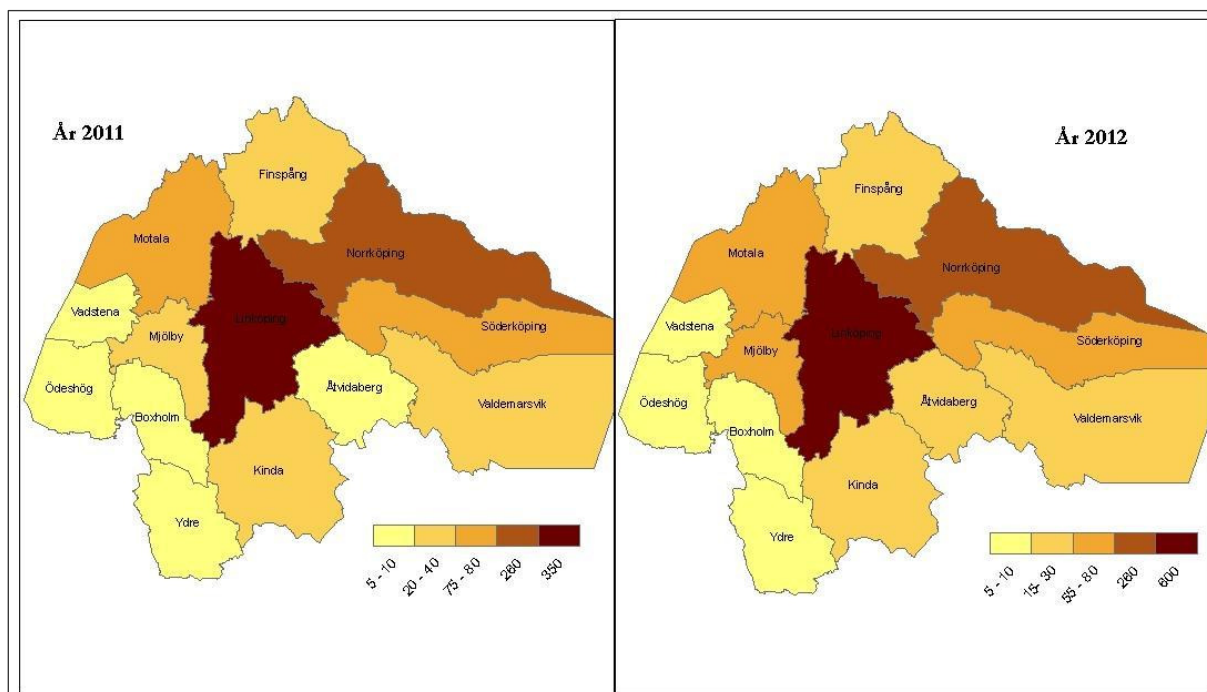 År 2011
Finspång
Motala
Norrköping
Vadstena
Linköping
Söderköping
Mjölby
Ödeshög
Åtvidaberg
Boxholm
Valdemarsvik
Kinda
Ydre
5 - 10
20 - 40
75 - 80
260
350
År 2012
Finspång
Motala
Norrköping
Vadstena
Linköping
Söderköping
Mjölby
Ödeshög
Åtvidaberg
Valdemarsvik
Boxholm
Kinda
Ydre
5 - 10
15- 30
55 - 80
260
600